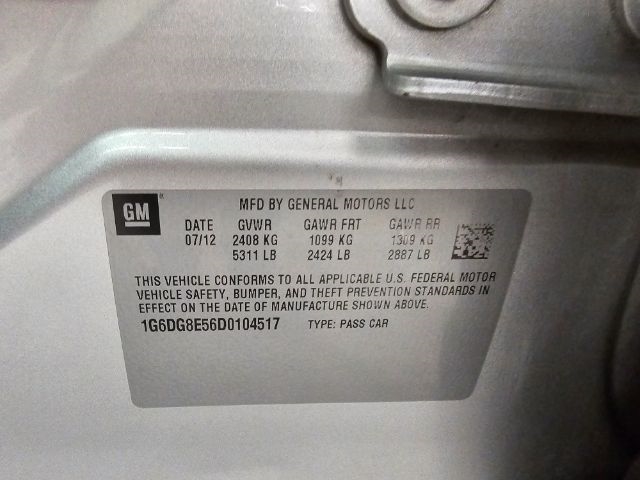 GM
MFD BY GENERAL MOTORS LLC
DATE GVWR GAWR FRT GAWR RR
07/12 2408 KG 1099 KG 1309 KG
5311 LB 2424 LB 2887 LB
THIS VEHICLE CONFORMS TO ALL APPLICABLE U.S. FEDERAL MOTOR
VEHICLE SAFETY, BUMPER, AND THEFT PREVENTION STANDARDS IN
EFFECT ON THE DATE OF MANUFACTURE SHOWN ABOVE.
1G6DG8E56D0104517 TYPE: PASS CAR